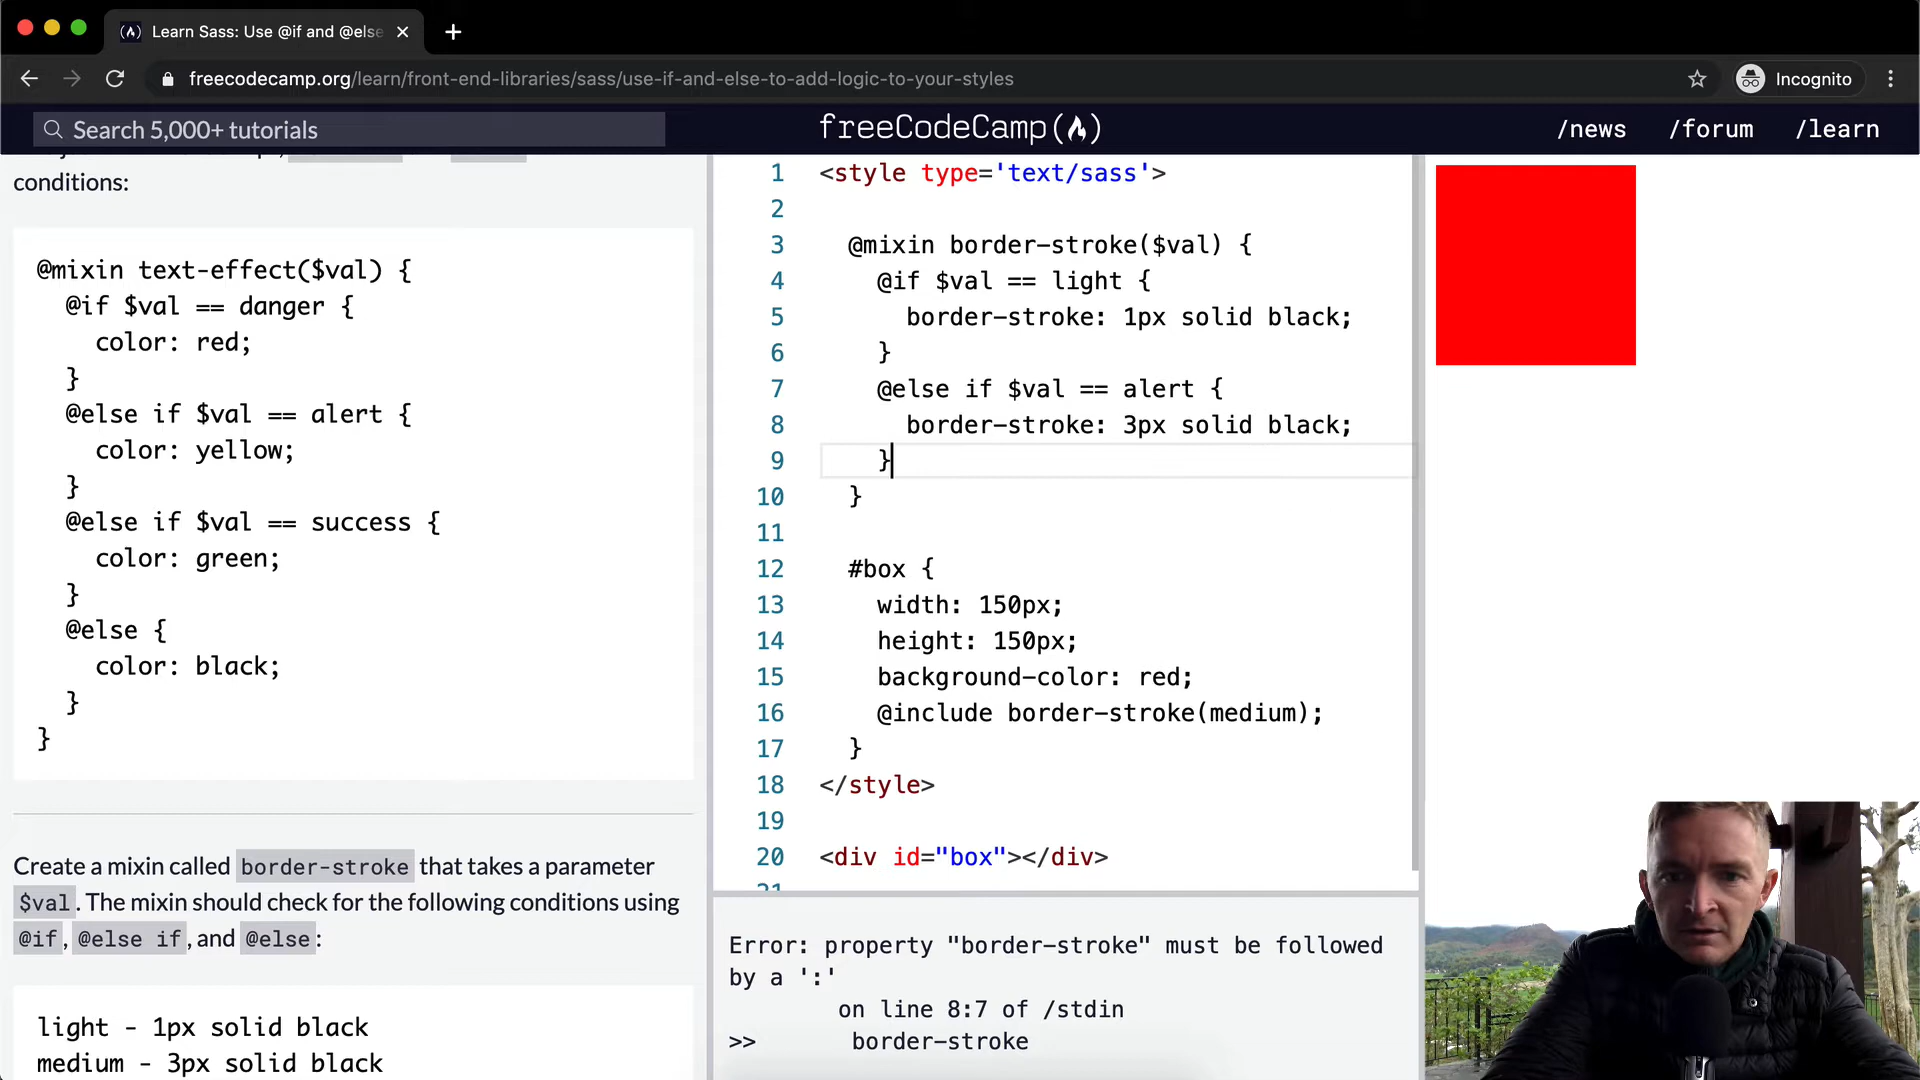 Learn Sass: Use @if and @else
freecodecamp.org/learn/front-end-libraries/sass/use-if-and-else-to-add-logic-to-your-styles
Incognito
Search 5,000+ tutorials
freeCodeCamp
/news
/forum
/learn
conditions:
@mixin text-effect($val) {
@if $val == danger {
color: red;
}
@else if $val == alert {
color: yellow;
}
@else if $val == success {
color: green;
}
@else {
color: black;
}
}
Create a mixin called border-stroke that takes a parameter
$val. The mixin should check for the following conditions using
@if, @else if, and @else:
light - 1px solid black
medium - 3px solid black
1 <style type='text/sass'>
2
3 @mixin border-stroke($val) {
4 @if $val == light {
5 border-stroke: 1px solid black;
6 }
7 @else if $val == alert {
8 border-stroke: 3px solid black;
9 }
10 }
11
12 #box {
13 width: 150px;
14 height: 150px;
15 background-color: red;
16 @include border-stroke(medium);
17 }
18 </style>
19
20 <div id="box"></div>
21
Error: property "border-stroke" must be followed
by a ':'
on line 8:7 of /stdin
>> border-stroke